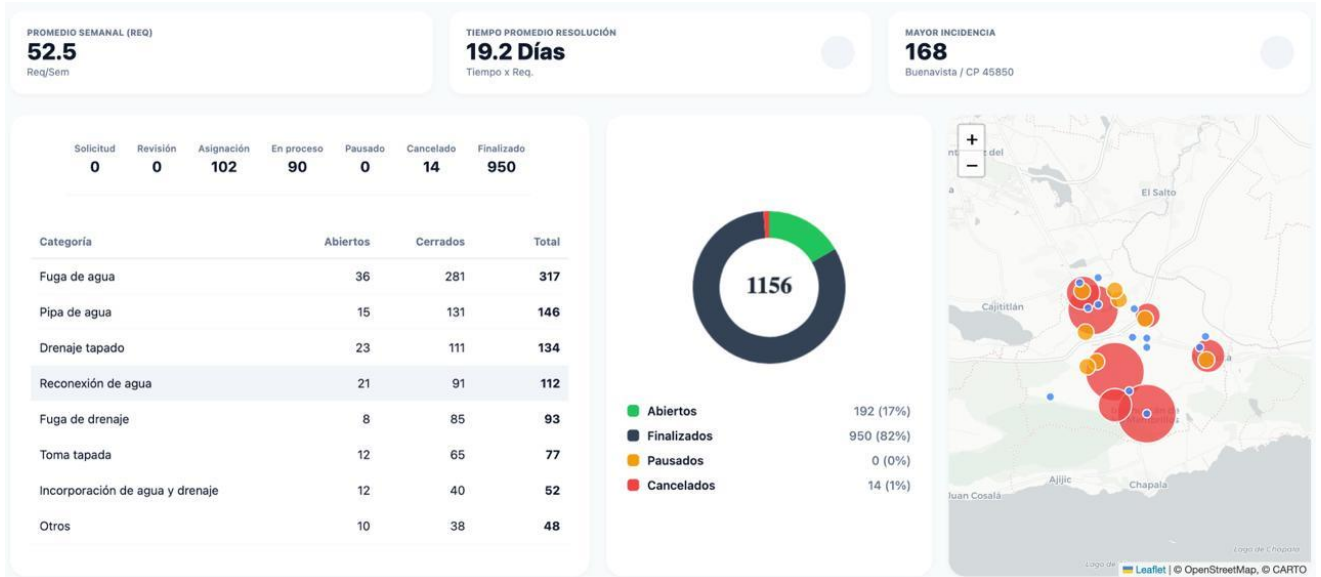 PROMEDIO SEMANAL (REQ)
52.5
Req/Sem
TIEMPO PROMEDIO RESOLUCIÓN
19.2 Días
Tiempo x Req.
MAYOR INCIDENCIA
168
Buenavista / CP 45850
Solicitud Revisión Asignación En proceso Pausado Cancelado Finalizado
0 0 102 90 0 14 950
Categoría Abiertos Cerrados Total
Fuga de agua 36 281 317
Pipa de agua 15 131 146
Drenaje tapado 23 111 134
Reconexión de agua 21 91 112
Fuga de drenaje 8 85 93
Toma tapada 12 65 77
Incorporación de agua y drenaje 12 40 52
Otros 10 38 48
1156
Abiertos 192 (17%)
Finalizados 950 (82%)
Pausados 0 (0%)
Cancelados 14 (1%)
+
−
del
El Salto
Cajititlán
Ajijic
Chapala
Juan Cosalá
Lago de Chapala
Lago de
Leaflet | © OpenStreetMap, © CARTO